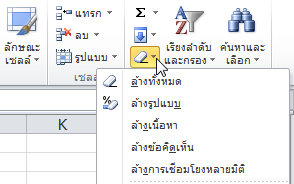 ลักษณะ
เซลล์
แทรก
ลบ
รูปแบบ
Σ
เรียงลำดับ
และกรอง
ค้นหาและ
เลือก
K
ล้างทั้งหมด
ล้างรูปแบบ
ล้างเนื้อหา
ล้างข้อคิดเห็น
ล้างการเชื่อมโยงหลายมิติ